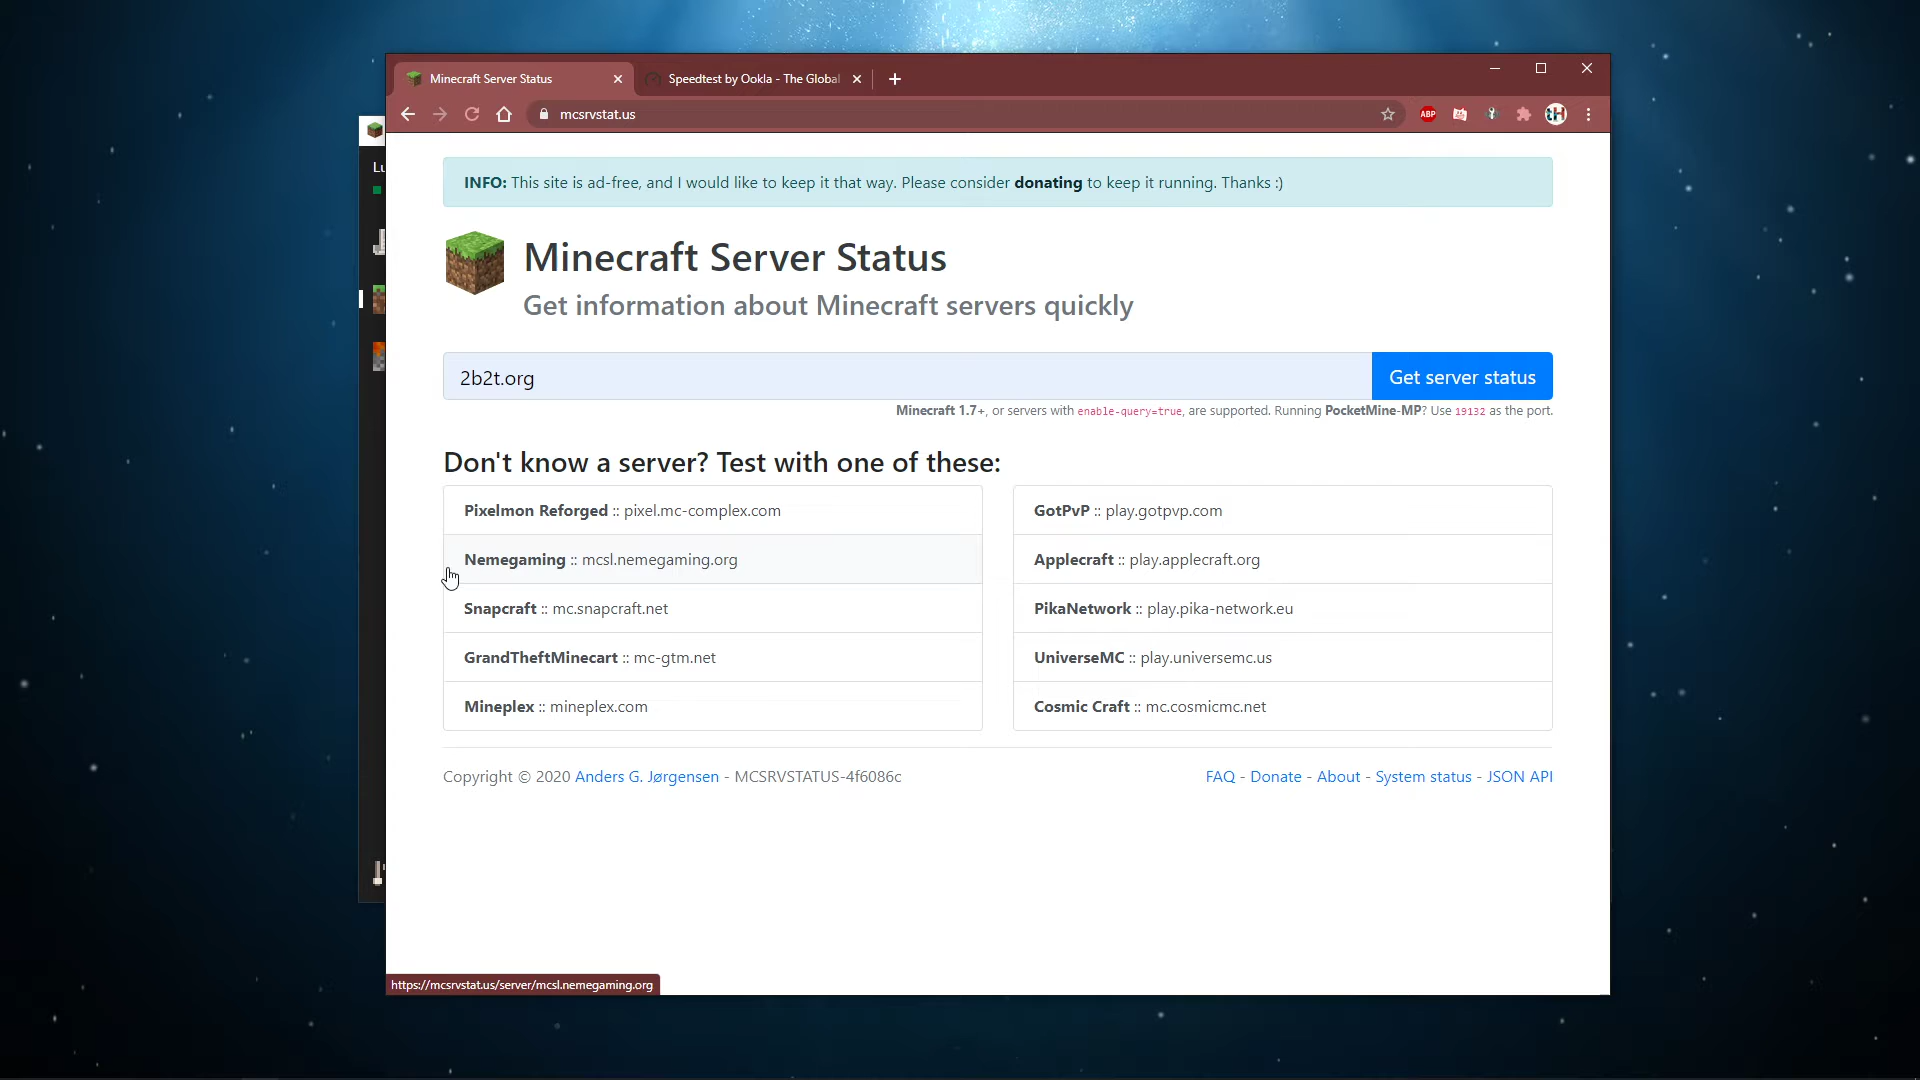 Minecraft Server Status
Speedtest by Ookla - The Global
mcsrvstat.us
ABP
Lu
INFO: This site is ad-free, and I would like to keep it that way. Please consider donating to keep it running. Thanks :)
Minecraft Server Status
Get information about Minecraft servers quickly
2b2t.org
Get server status
Minecraft 1.7+, or servers with enable-query=true, are supported. Running PocketMine-MP? Use 19132 as the port.
Don't know a server? Test with one of these:
Pixelmon Reforged :: pixel.mc-complex.com
Nemegaming :: mcsl.nemegaming.org
Snapcraft :: mc.snapcraft.net
GrandTheftMinecart :: mc-gtm.net
Mineplex :: mineplex.com
GotPvP :: play.gotpvp.com
Applecraft :: play.applecraft.org
PikaNetwork :: play.pika-network.eu
UniverseMC :: play.universemc.us
Cosmic Craft :: mc.cosmicmc.net
Copyright © 2020 Anders G. Jørgensen - MCSRVSTATUS-4f6086c
FAQ - Donate - About - System status - JSON API
https://mcsrvstat.us/server/mcsl.nemegaming.org